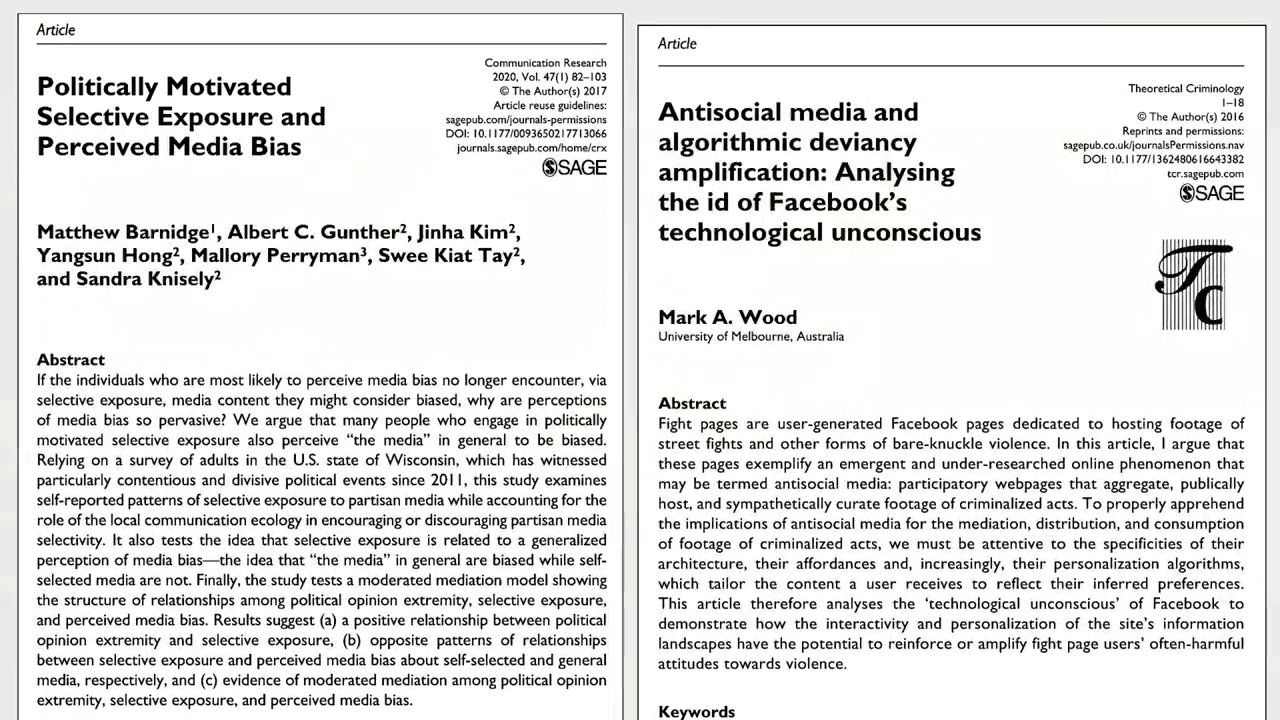 Article
Politically Motivated
Selective Exposure and
Perceived Media Bias
Communication Research
2020, Vol. 47(1) 82–103
© The Author(s) 2017
Article reuse guidelines:
sagepub.com/journals-permissions
DOI: 10.1177/0093650217713066
journals.sagepub.com/home/crx
SAGE
Matthew Barnidge¹, Albert C. Gunther², Jinha Kim²,
Yangsun Hong², Mallory Perryman³, Swee Kiat Tay²,
and Sandra Knisely²
Abstract
If the individuals who are most likely to perceive media bias no longer encounter, via
selective exposure, media content they might consider biased, why are perceptions
of media bias so pervasive? We argue that many people who engage in politically
motivated selective exposure also perceive “the media” in general to be biased.
Relying on a survey of adults in the U.S. state of Wisconsin, which has witnessed
particularly contentious and divisive political events since 2011, this study examines
self-reported patterns of selective exposure to partisan media while accounting for the
role of the local communication ecology in encouraging or discouraging partisan media
selectivity. It also tests the idea that selective exposure is related to a generalized
perception of media bias—the idea that “the media” in general are biased while self-
selected media are not. Finally, the study tests a moderated mediation model showing
the structure of relationships among political opinion extremity, selective exposure,
and perceived media bias. Results suggest (a) a positive relationship between political
opinion extremity and selective exposure, (b) opposite patterns of relationships
between selective exposure and perceived media bias about self-selected and general
media, respectively, and (c) evidence of moderated mediation among political opinion
extremity, selective exposure, and perceived media bias.
Article
Antisocial media and
algorithmic deviancy
amplification: Analysing
the id of Facebook’s
technological unconscious
Theoretical Criminology
1–18
© The Author(s) 2016
Reprints and permissions:
sagepub.co.uk/journalsPermissions.nav
DOI: 10.1177/1362480616643382
tcr.sagepub.com
SAGE
TC
Mark A. Wood
University of Melbourne, Australia
Abstract
Fight pages are user-generated Facebook pages dedicated to hosting footage of
street fights and other forms of bare-knuckle violence. In this article, I argue that
these pages exemplify an emergent and under-researched online phenomenon that
may be termed antisocial media: participatory webpages that aggregate, publically
host, and sympathetically curate footage of criminalized acts. To properly apprehend
the implications of antisocial media for the mediation, distribution, and consumption
of footage of criminalized acts, we must be attentive to the specificities of their
architecture, their affordances and, increasingly, their personalization algorithms,
which tailor the content a user receives to reflect their inferred preferences.
This article therefore analyses the ‘technological unconscious’ of Facebook to
demonstrate how the interactivity and personalization of the site’s information
landscapes have the potential to reinforce or amplify fight page users’ often-harmful
attitudes towards violence.
Keywords